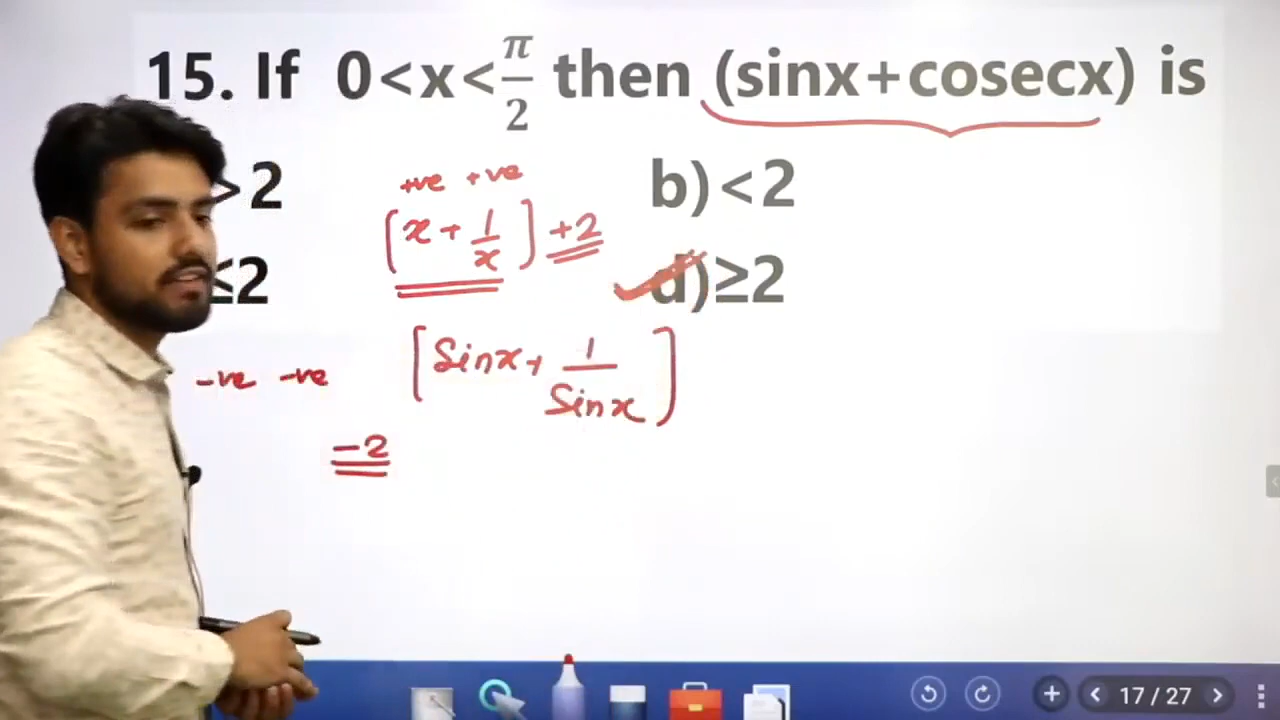 15. If 0<x<π/2 then (sinx+cosecx) is
>2 b) <2
+ve +ve
[x + 1/x] +2
≤2 d) ≥2
[Sinx + 1/Sinx]
-ve -ve
-2
17 / 27